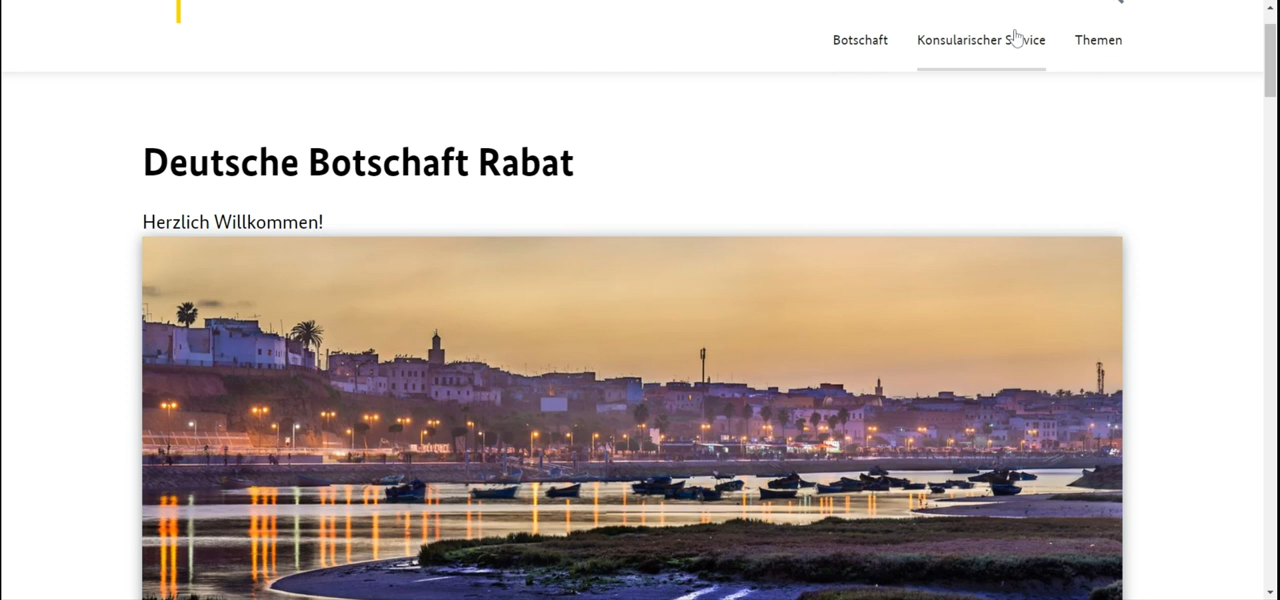 Botschaft Konsularischer Service Themen
Deutsche Botschaft Rabat
Herzlich Willkommen!